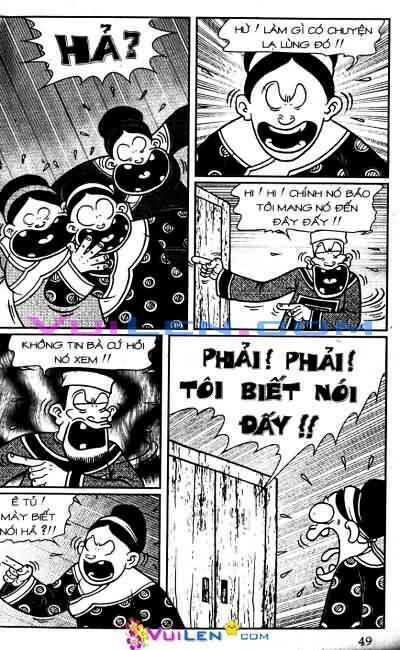 HẢ?
HỪ! LÀM GÌ CÓ CHUYỆN
LẠ LÙNG ĐÓ!!
HI! HI! CHÍNH NÓ BẢO
TÔI MANG NÓ ĐẾN
ĐÂY ĐẤY!
VUILEN.COM
KHÔNG TIN BÀ CỨ HỎI
NÓ XEM!!
PHẢI! PHẢI!
TÔI BIẾT NÓI
ĐẤY!!
Ê TỦ!
MÀY BIẾT
NÓI HẢ?!!
49
VUILEN.COM